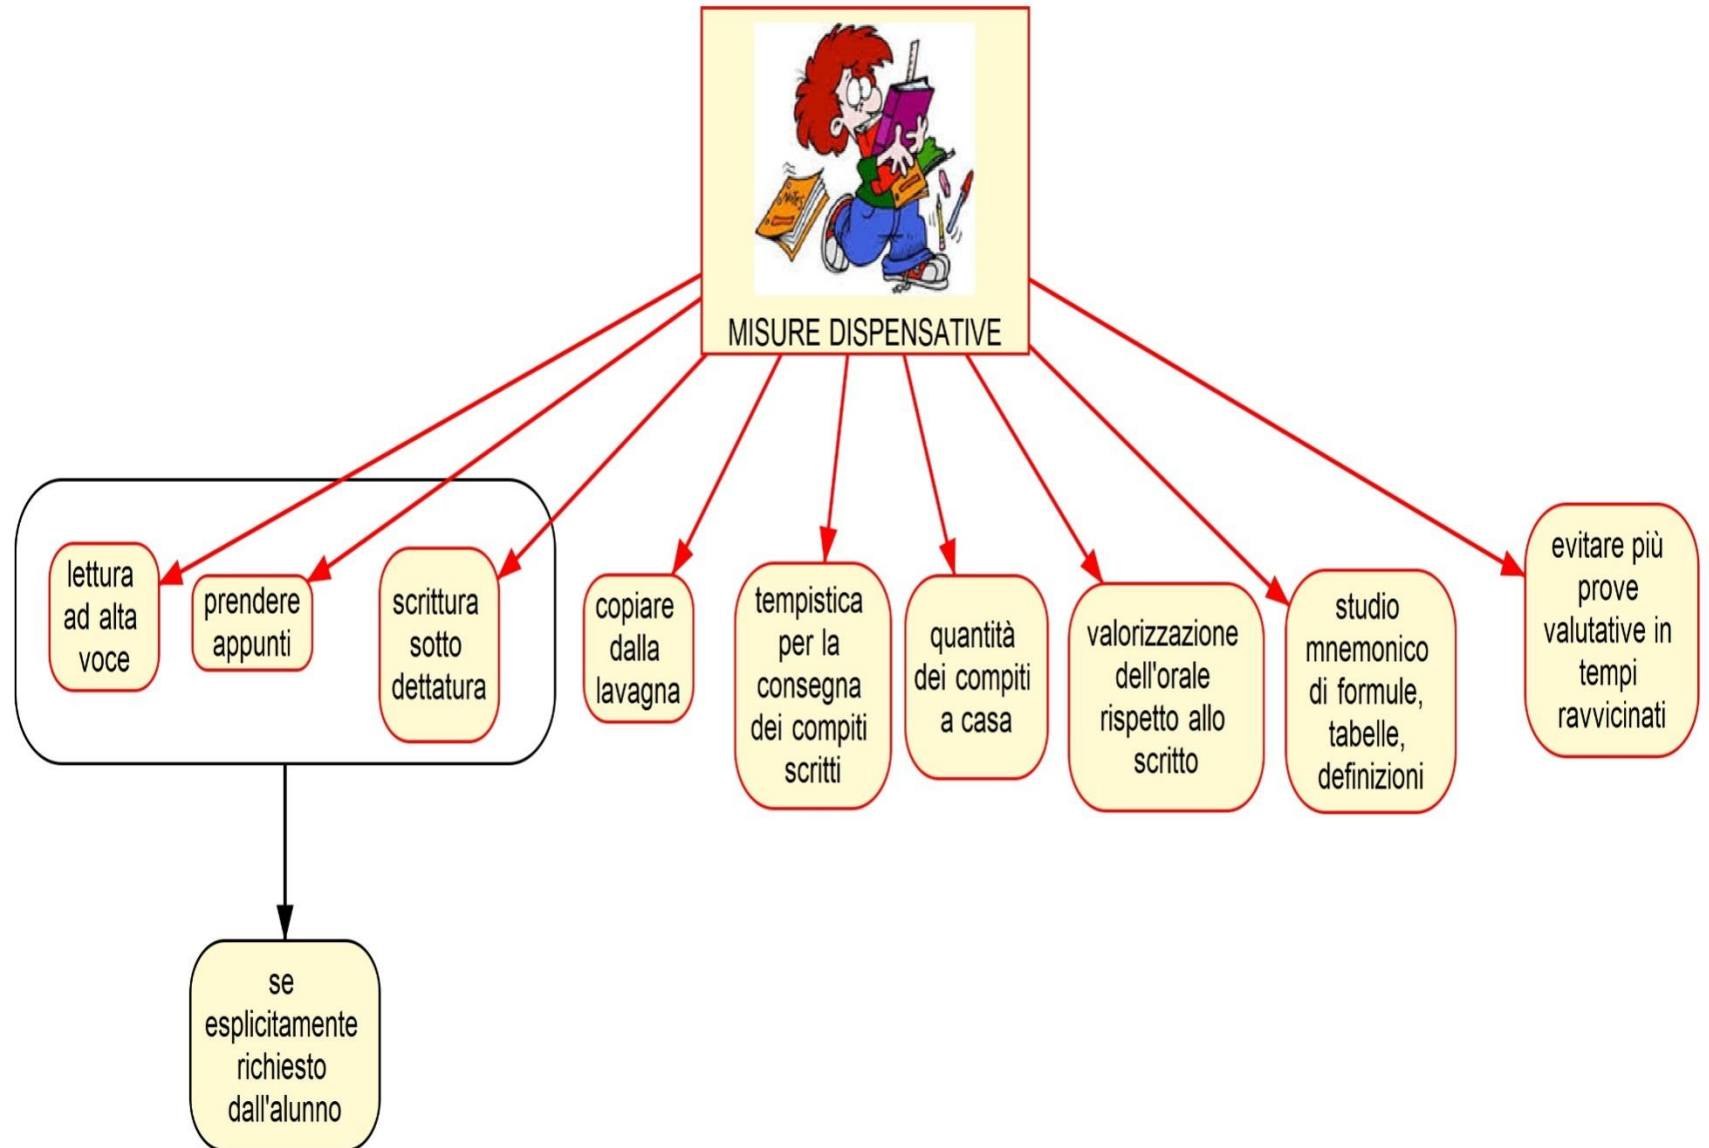 NOTES
MISURE DISPENSATIVE
lettura
ad alta
voce
prendere
appunti
scrittura
sotto
dettatura
copiare
dalla
lavagna
tempistica
per la
consegna
dei compiti
scritti
quantità
dei compiti
a casa
valorizzazione
dell'orale
rispetto allo
scritto
studio
mnemonico
di formule,
tabelle,
definizioni
evitare più
prove
valutative in
tempi
ravvicinati
se
esplicitamente
richiesto
dall'alunno